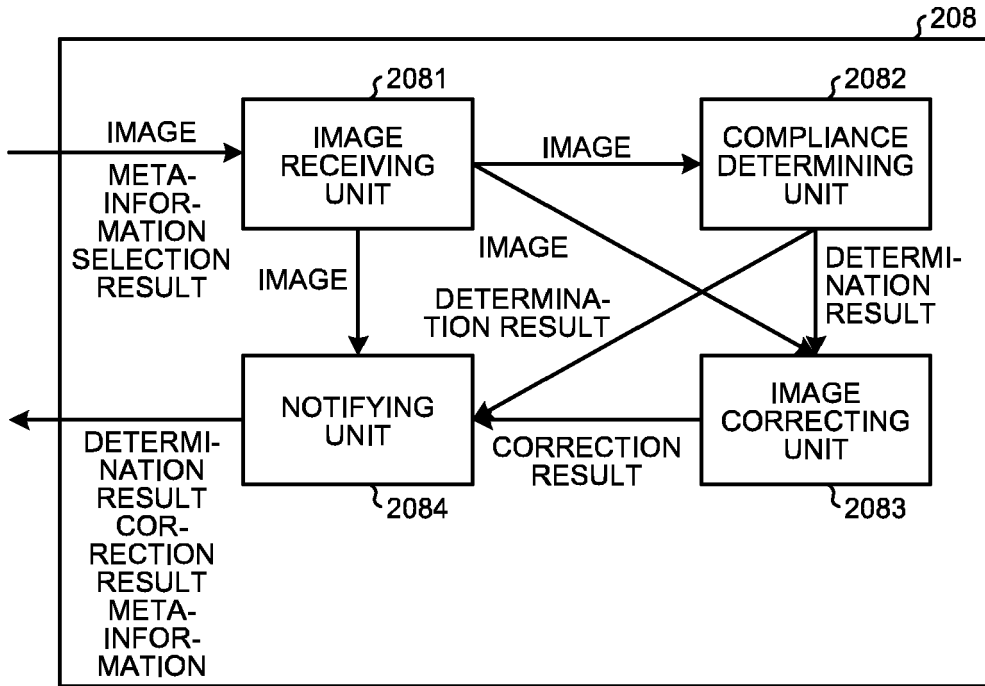 208
2081
2082
IMAGE
META-
INFOR-
MATION
SELECTION
RESULT
IMAGE
RECEIVING
UNIT
IMAGE
COMPLIANCE
DETERMINING
UNIT
IMAGE
IMAGE
DETERMINA-
TION RESULT
DETERMI-
NATION
RESULT
NOTIFYING
UNIT
2084
CORRECTION
RESULT
IMAGE
CORRECTING
UNIT
2083
DETERMI-
NATION
RESULT
COR-
RECTION
RESULT
META-
INFOR-
MATION